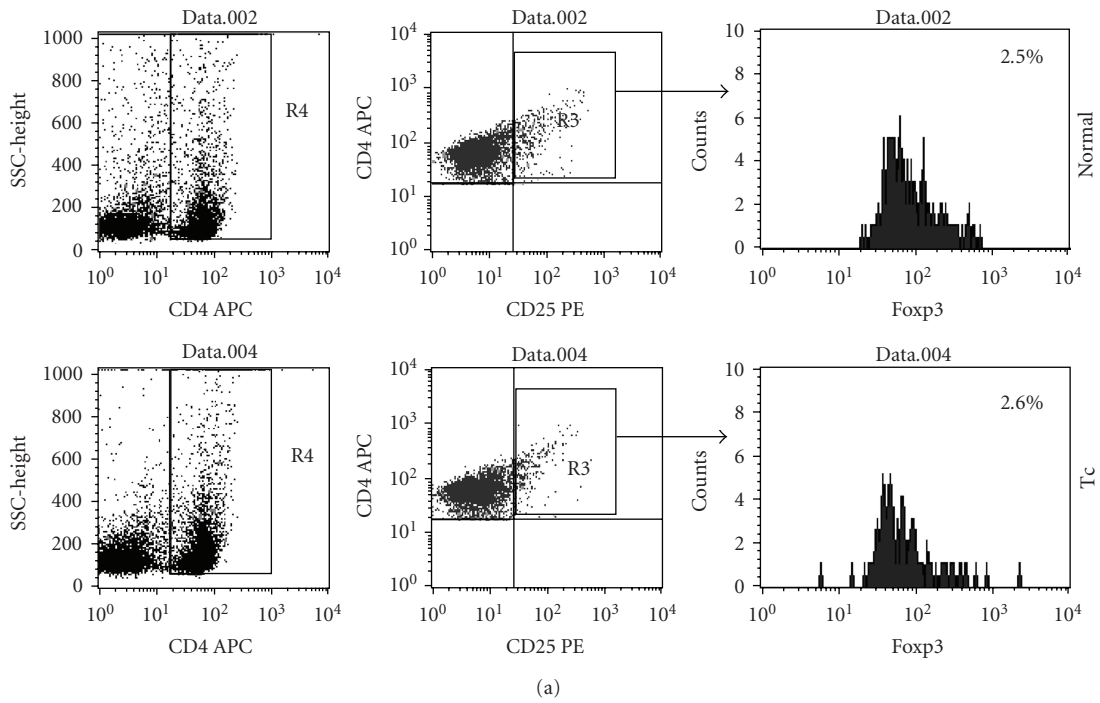 Data.002
1000
800
600
400
200
0
SSC-height
R4
10^0 10^1 10^2 10^3 10^4
CD4 APC
Data.002
10^4
10^3
10^2
10^1
10^0
CD4 APC
R3
10^0 10^1 10^2 10^3 10^4
CD25 PE
Data.002
10
8
6
4
2
0
Counts
2.5%
10^0 10^1 10^2 10^3 10^4
Foxp3
Normal
Data.004
1000
800
600
400
200
0
SSC-height
R4
10^0 10^1 10^2 10^3 10^4
CD4 APC
Data.004
10^4
10^3
10^2
10^1
10^0
CD4 APC
R3
10^0 10^1 10^2 10^3 10^4
CD25 PE
Data.004
10
8
6
4
2
0
Counts
2.6%
10^0 10^1 10^2 10^3 10^4
Foxp3
Tc
(a)